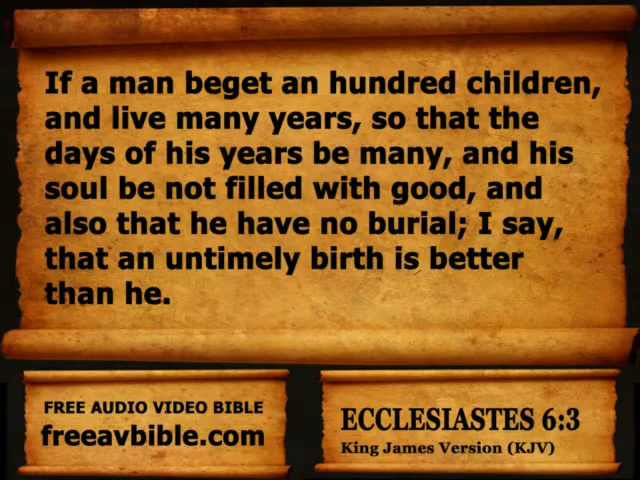 If a man beget an hundred children,
and live many years, so that the
days of his years be many, and his
soul be not filled with good, and
also that he have no burial; I say,
that an untimely birth is better
than he.
FREE AUDIO VIDEO BIBLE
freeavbible.com
ECCLESIASTES 6:3
King James Version (KJV)